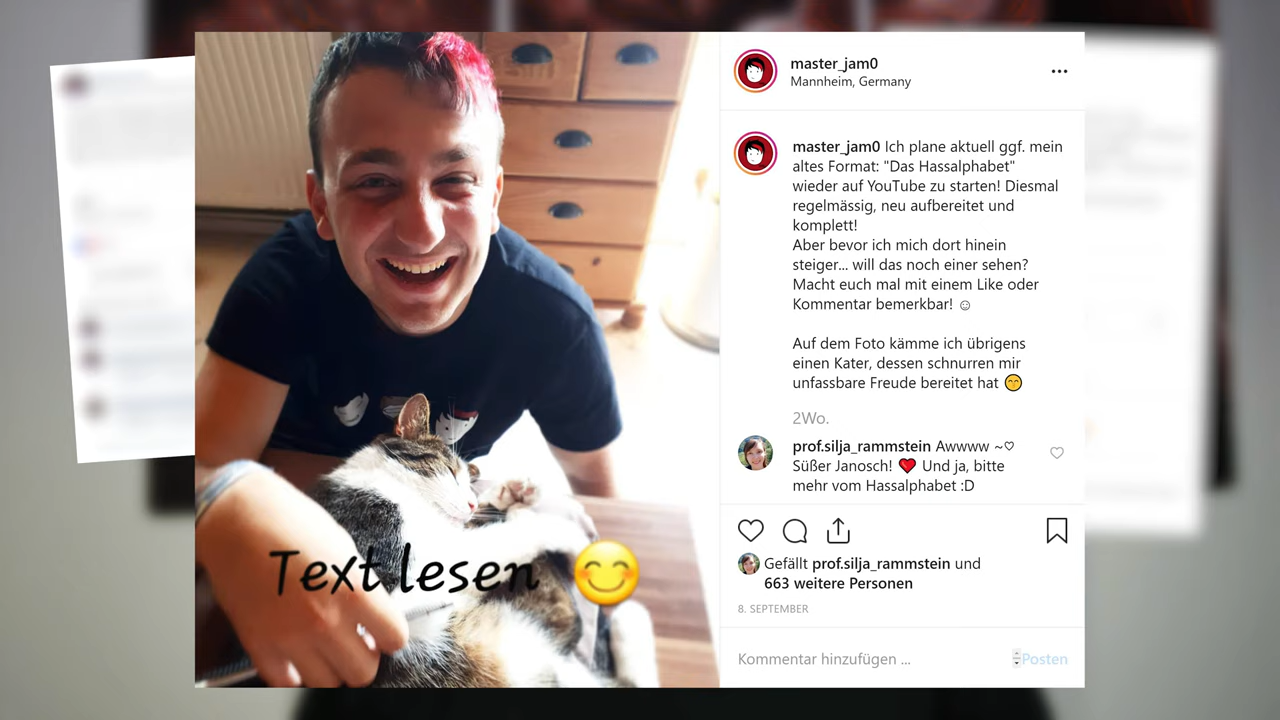 Text lesen 😊
master_jam0
Mannheim, Germany
master_jam0 Ich plane aktuell ggf. mein
altes Format: "Das Hassalphabet"
wieder auf YouTube zu starten! Diesmal
regelmässig, neu aufbereitet und
komplett!
Aber bevor ich mich dort hinein
steiger... will das noch einer sehen?
Macht euch mal mit einem Like oder
Kommentar bemerkbar! ☺
Auf dem Foto kämme ich übrigens
einen Kater, dessen schnurren mir
unfassbare Freude bereitet hat 😁
2Wo.
prof.silja_rammstein Awwww ~♡
Süßer Janosch! ❤️ Und ja, bitte
mehr vom Hassalphabet :D
Gefällt prof.silja_rammstein und
663 weitere Personen
8. SEPTEMBER
Kommentar hinzufügen ...
Posten